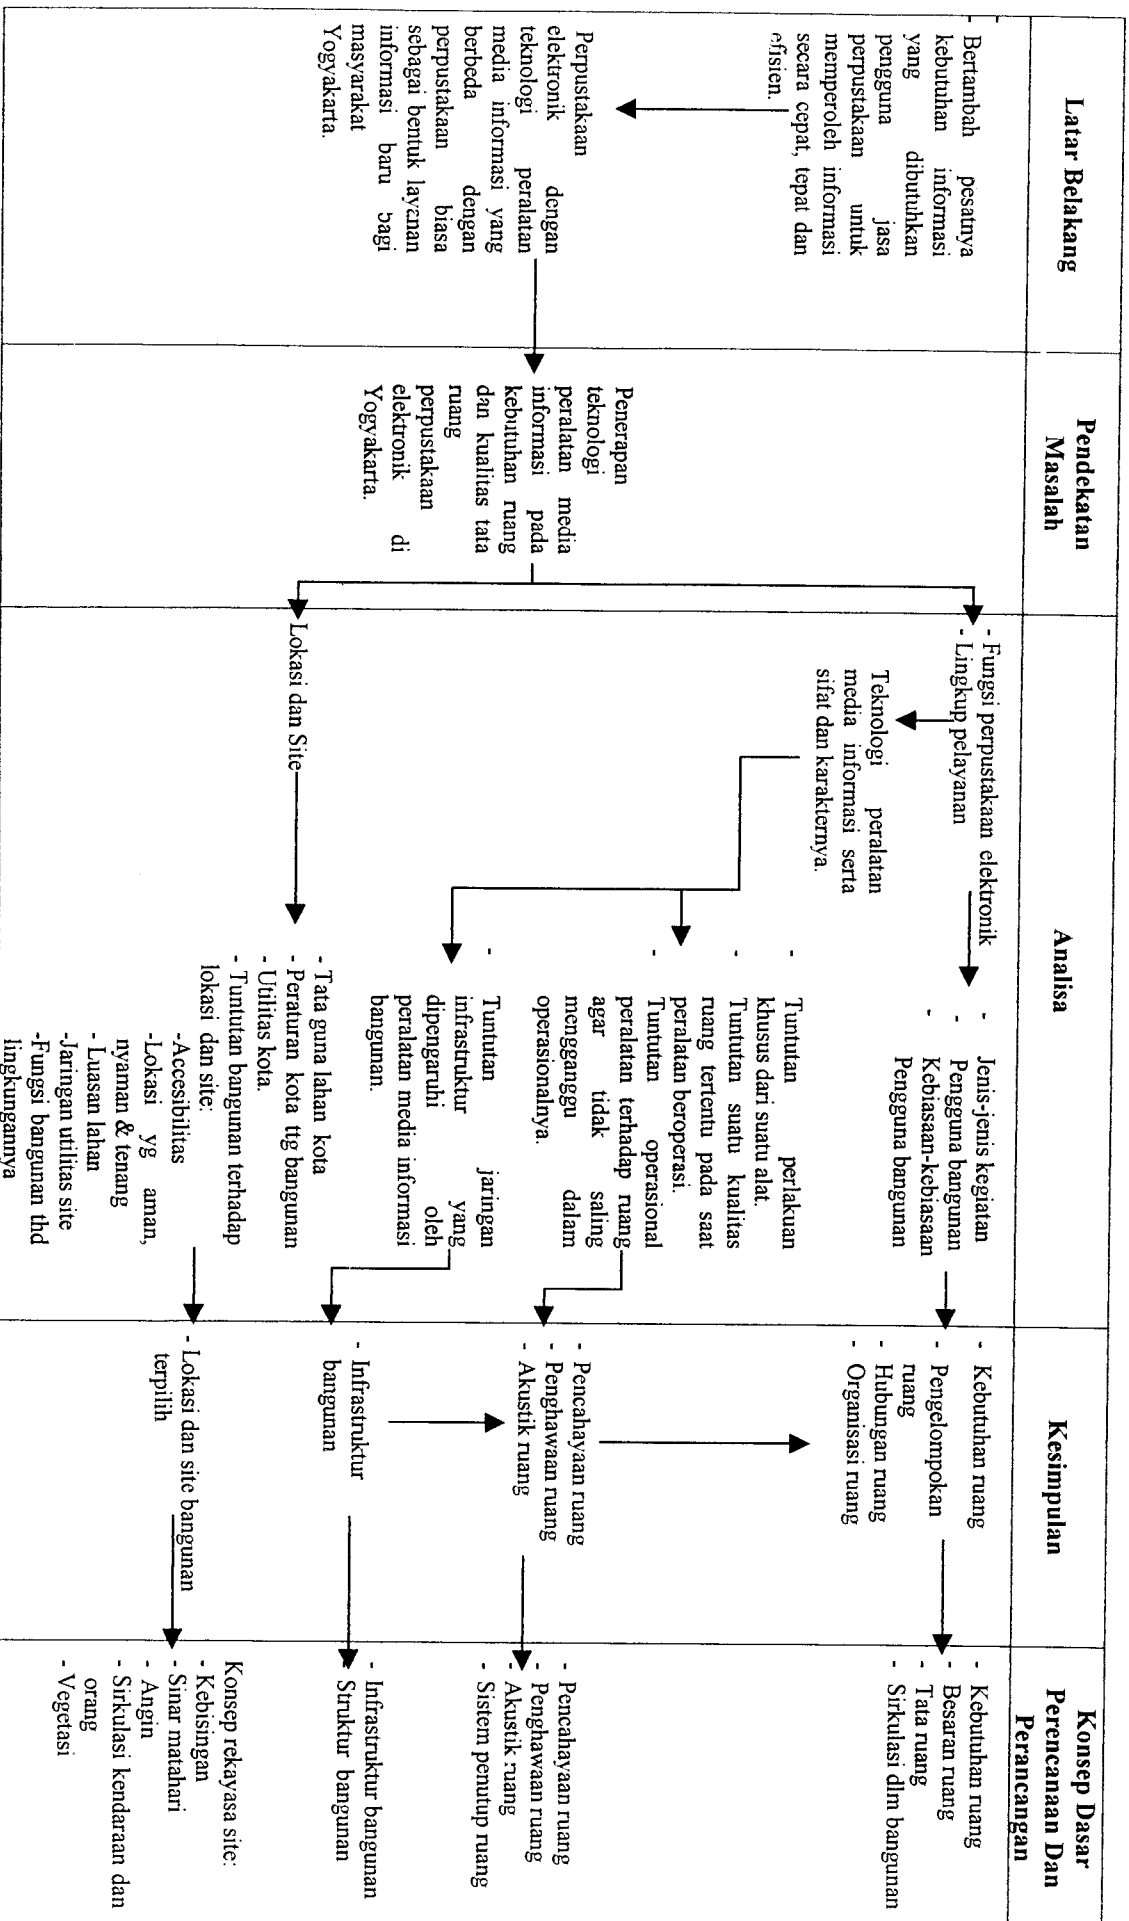 Latar Belakang
Pendekatan
Masalah
Analisa
Kesimpulan
Konsep Dasar
Perencanaan Dan
Perancangan
- Bertambah pesatnya
kebutuhan informasi
yang dibutuhkan
pengguna jasa
perpustakaan untuk
memperoleh informasi
secara cepat, tepat dan
efisien.
Perpustakaan
elektronik dengan
teknologi peralatan
media informasi yang
berbeda dengan
perpustakaan biasa
sebagai bentuk layanan
informasi baru bagi
masyarakat
Yogyakarta.
Penerapan
teknologi
peralatan media
informasi pada
kebutuhan ruang
dan kualitas tata
ruang
perpustakaan
elektronik di
Yogyakarta.
- Fungsi perpustakaan elektronik
- Lingkup pelayanan
Teknologi peralatan
media informasi serta
sifat dan karakternya.
Lokasi dan Site
- Jenis-jenis kegiatan
- Pengguna bangunan
- Kebiasaan-kebiasaan
Pengguna bangunan
- Tuntutan perlakuan
khusus dari suatu alat.
- Tuntutan suatu kualitas
ruang tertentu pada saat
peralatan beroperasi.
- Tuntutan operasional
peralatan terhadap ruang
agar tidak saling
mengganggu dalam
operasionalnya.
- Tuntutan jaringan
infrastruktur yang
dipengaruhi oleh
peralatan media informasi
bangunan.
- Tata guna lahan kota
- Peraturan kota ttg bangunan
- Utilitas kota.
- Tuntutan bangunan terhadap
lokasi dan site:
-Accesibilitas
-Lokasi yg aman,
nyaman & tenang
- Luasan lahan
-Jaringan utilitas site
-Fungsi bangunan thd
lingkungannya
- Kebutuhan ruang
- Pengelompokan
ruang
- Hubungan ruang
- Organisasi ruang
- Pencahayaan ruang
- Penghawaan ruang
- Akustik ruang
- Infrastruktur
bangunan
- Lokasi dan site bangunan
terpilih
- Kebutuhan ruang
- Besaran ruang
- Tata ruang
- Sirkulasi dlm bangunan
- Pencahayaan ruang
- Penghawaan ruang
- Akustik ruang
- Sistem penutup ruang
- Infrastruktur bangunan
- Struktur bangunan
Konsep rekayasa site:
- Kebisingan
- Sinar matahari
- Angin
- Sirkulasi kendaraan dan
orang
- Vegetasi